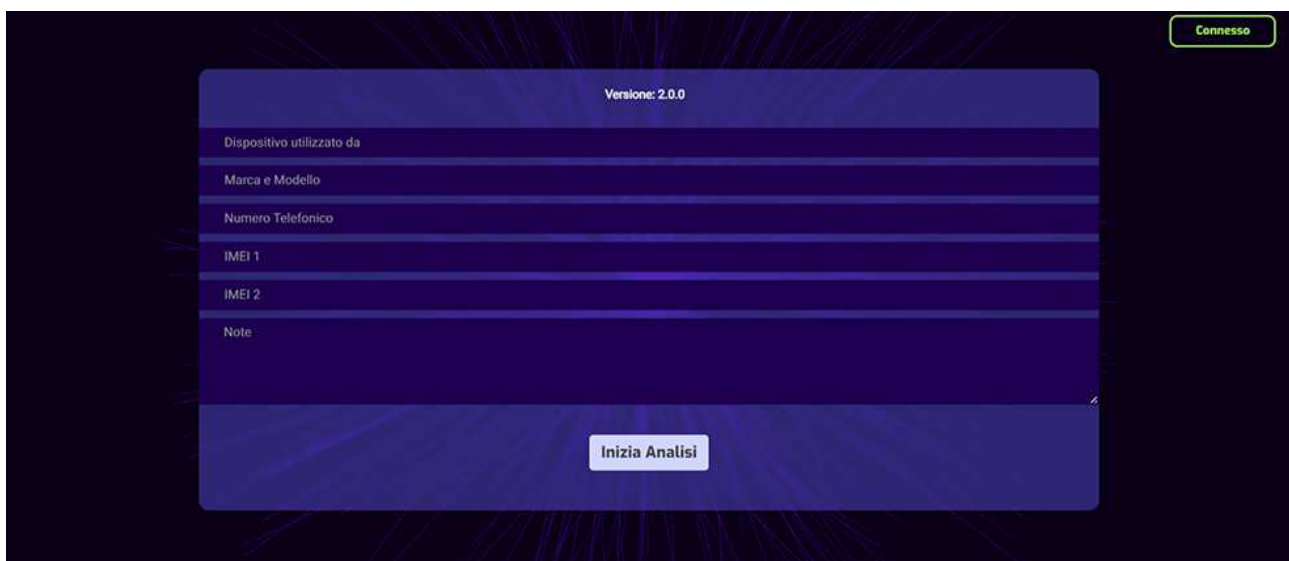 Connesso
Versione: 2.0.0
Dispositivo utilizzato da
Marca e Modello
Numero Telefonico
IMEI 1
IMEI 2
Note
Inizia Analisi